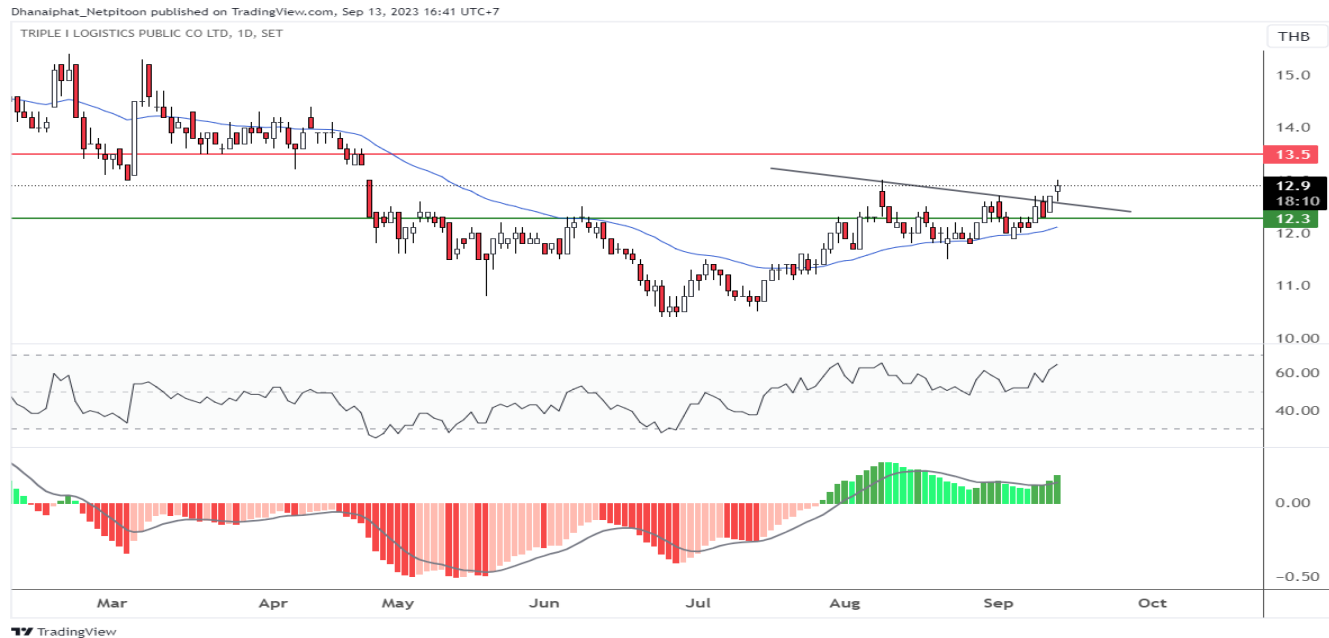 Dhanaiphat_Netpitoon published on TradingView.com, Sep 13, 2023 16:41 UTC+7
TRIPLE I LOGISTICS PUBLIC CO LTD, 1D, SET
THB
15.0
14.0
13.5
12.9
18:10
12.3
12.0
11.0
10.00
60.00
40.00
0.00
−0.50
Mar Apr May Jun Jul Aug Sep Oct
TradingView